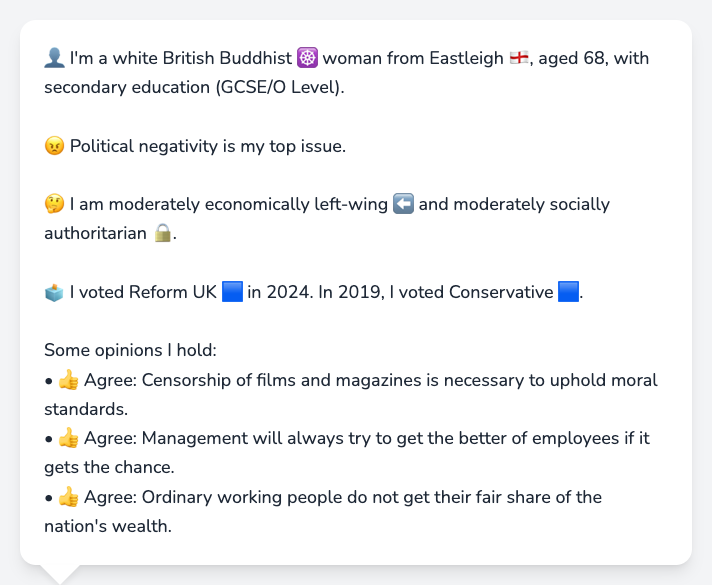 👤 I'm a white British Buddhist ☸️ woman from Eastleigh 🏴󠁧󠁢󠁥󠁮󠁧󠁿, aged 68, with
secondary education (GCSE/O Level).
😠 Political negativity is my top issue.
🤔 I am moderately economically left-wing ⬅️ and moderately socially
authoritarian 🔒.
🗳️ I voted Reform UK 🟦 in 2024. In 2019, I voted Conservative 🟦.
Some opinions I hold:
• 👍 Agree: Censorship of films and magazines is necessary to uphold moral
standards.
• 👍 Agree: Management will always try to get the better of employees if it
gets the chance.
• 👍 Agree: Ordinary working people do not get their fair share of the
nation's wealth.